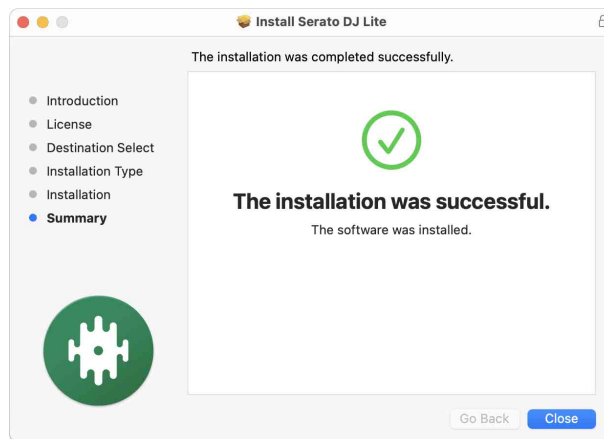 Install Serato DJ Lite
The installation was completed successfully.
Introduction
License
Destination Select
Installation Type
Installation
Summary
The installation was successful.
The software was installed.
Go Back
Close